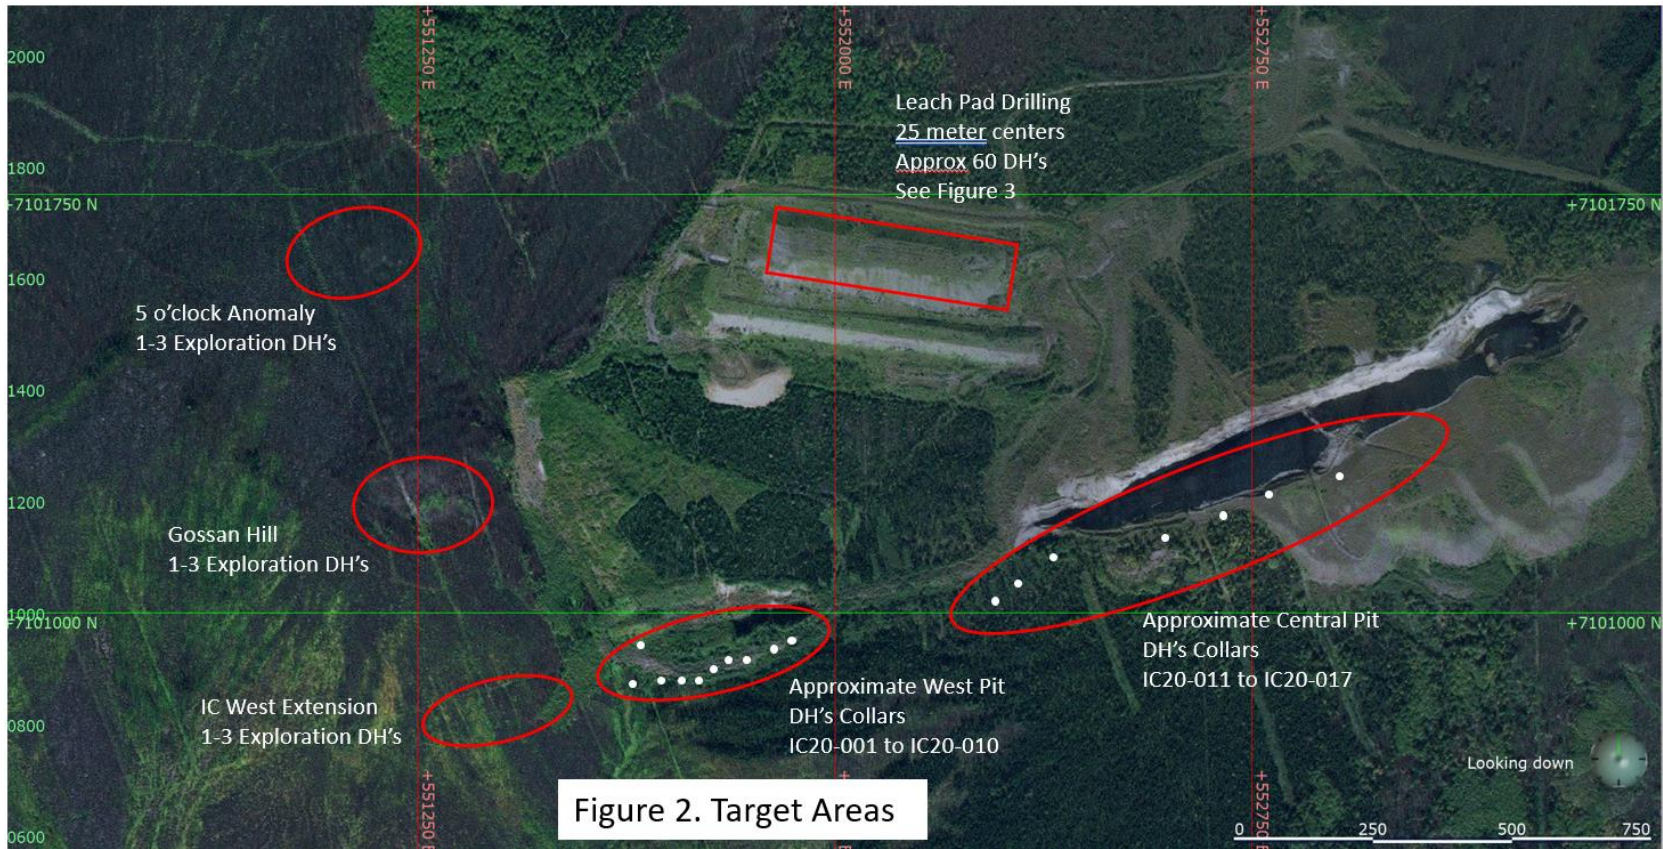 +551250 E
+552000 E
+552750 E
2000
Leach Pad Drilling
25 meter centers
Approx 60 DH's
See Figure 3
1800
+7101750 N
+7101750 N
1600
5 o'clock Anomaly
1-3 Exploration DH's
1400
1200
Gossan Hill
1-3 Exploration DH's
1000
+7101000 N
+7101000 N
Approximate Central Pit
DH's Collars
IC20-011 to IC20-017
Approximate West Pit
DH's Collars
IC20-001 to IC20-010
IC West Extension
1-3 Exploration DH's
0800
Looking down
+551250 E
+552750 E
Figure 2. Target Areas
0600
0 250 500 750